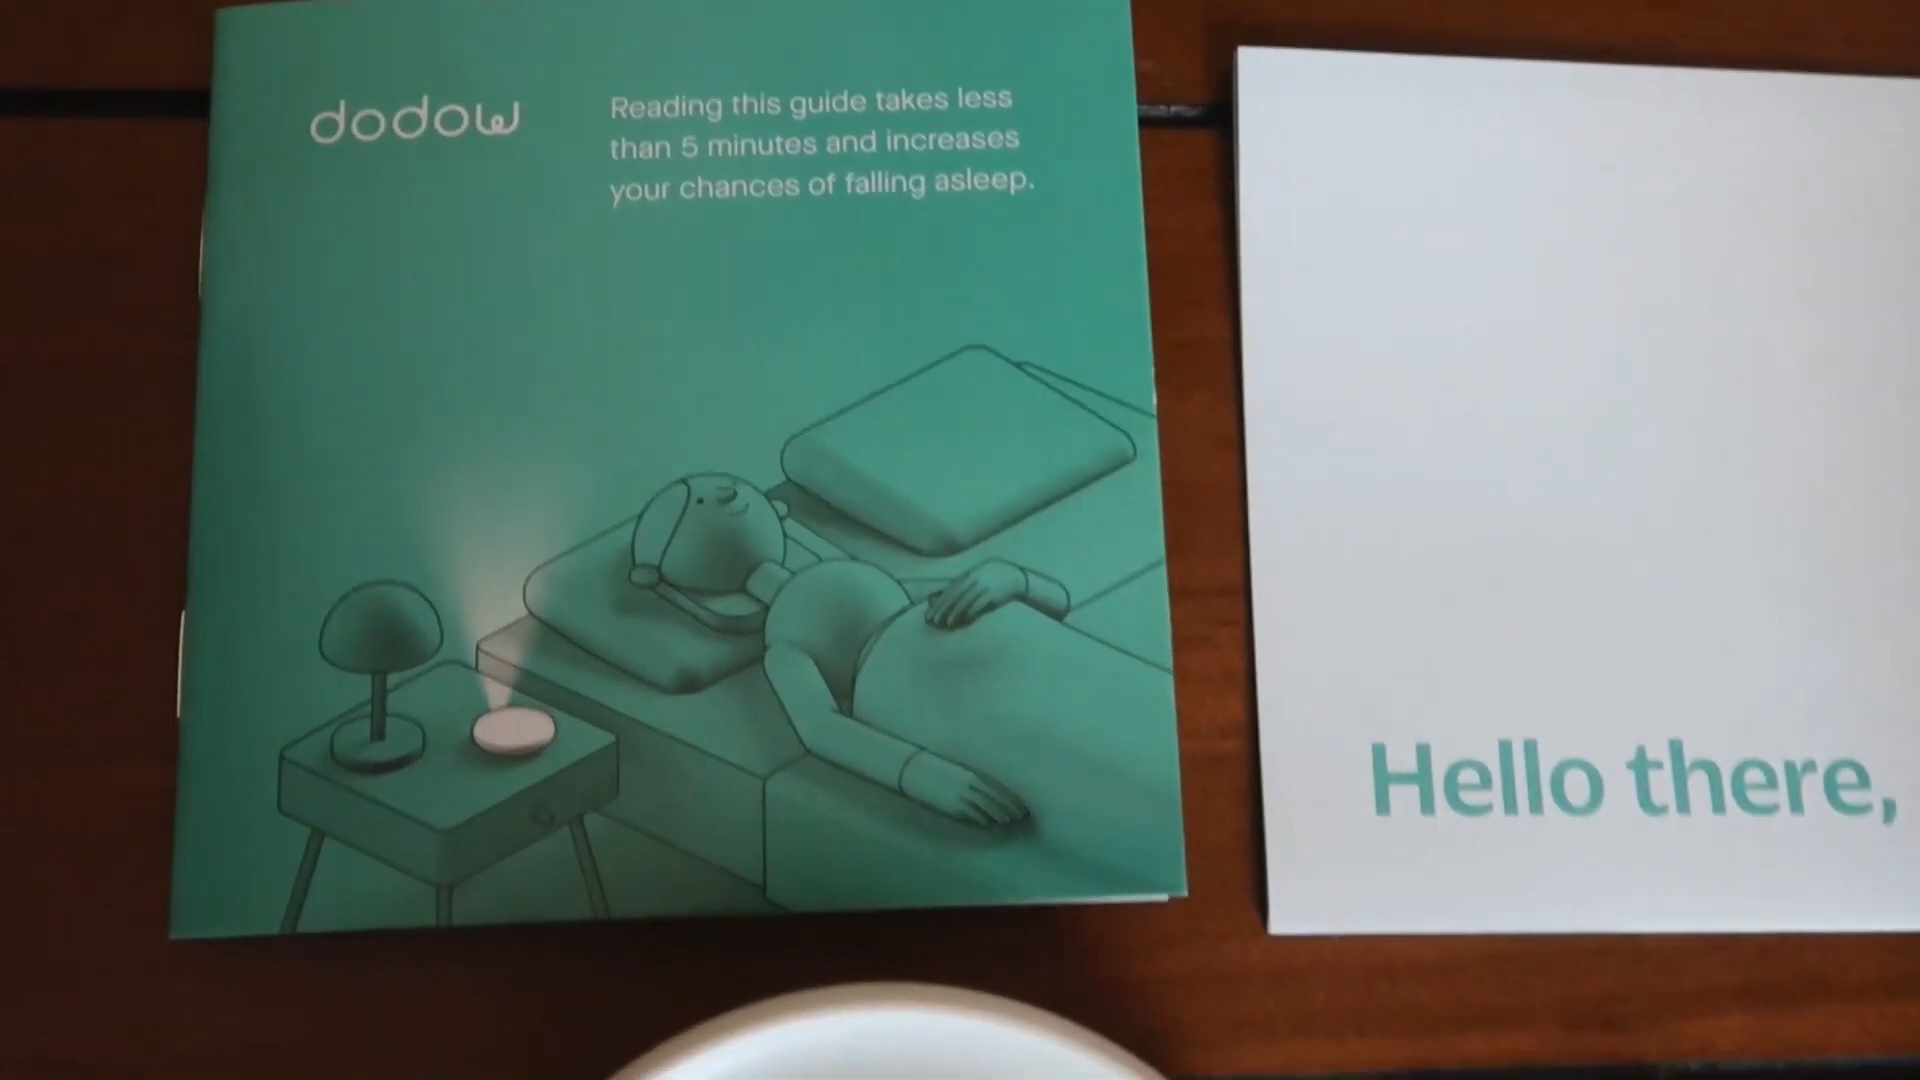 dodow
Reading this guide takes less
than 5 minutes and increases
your chances of falling asleep.
Hello there,